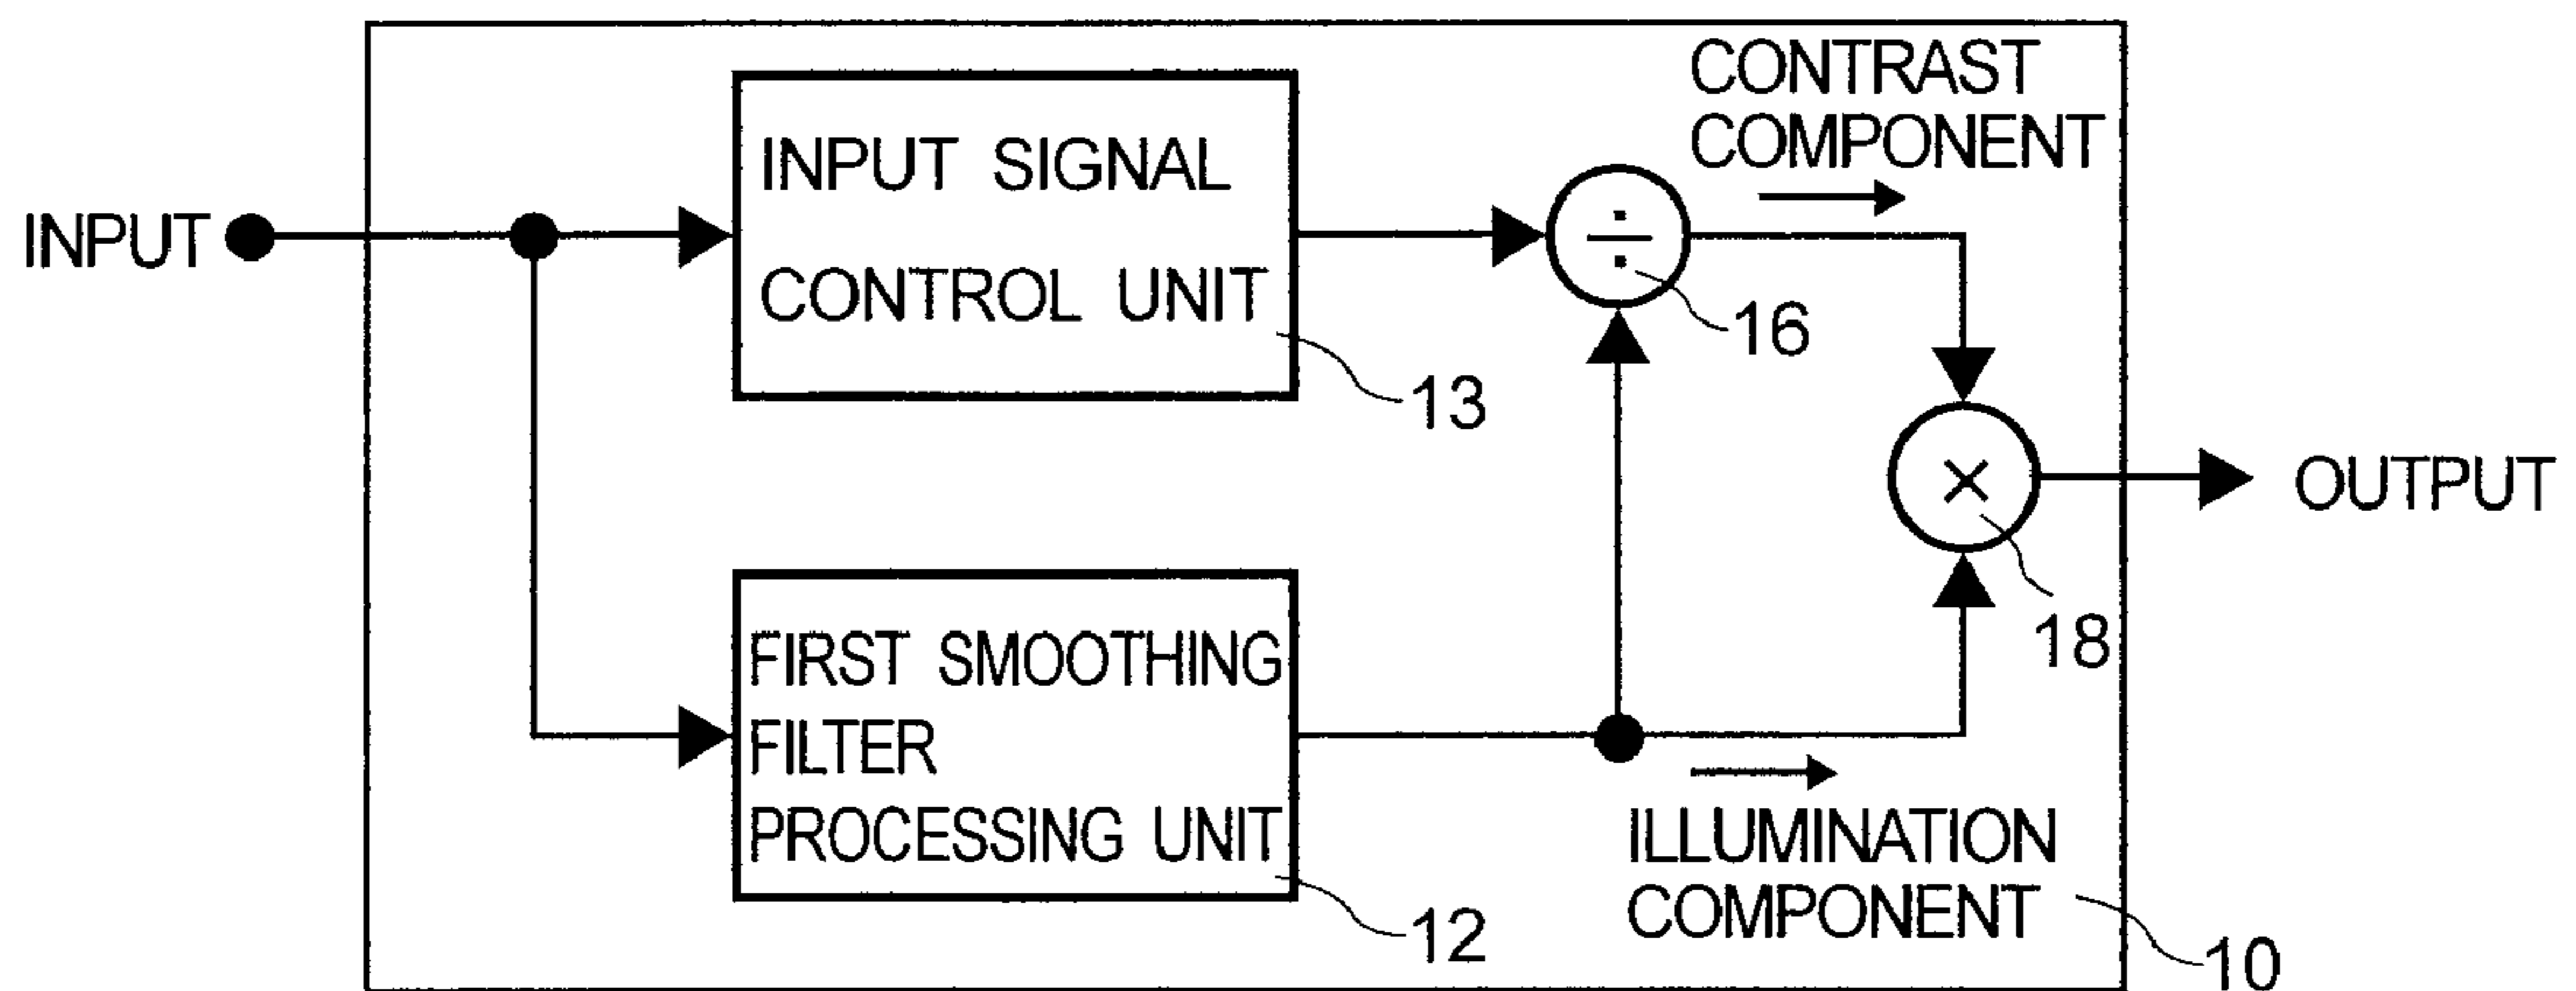 CONTRAST
COMPONENT
INPUT SIGNAL
CONTROL UNIT
INPUT
÷
16
13
×
OUTPUT
18
FIRST SMOOTHING
FILTER
PROCESSING UNIT
12
ILLUMINATION
COMPONENT
10